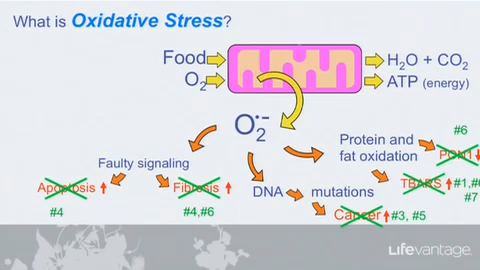 What is Oxidative Stress?
Food
H2O + CO2
O2
ATP (energy)
O2•-
#6
Protein and
fat oxidation
PON1
Faulty signaling
Apoptosis
Fibrosis
DNA
mutations
TBARS
#1,#6
#7
#4
#4,#6
Cancer
#3, #5
Lifevantage.